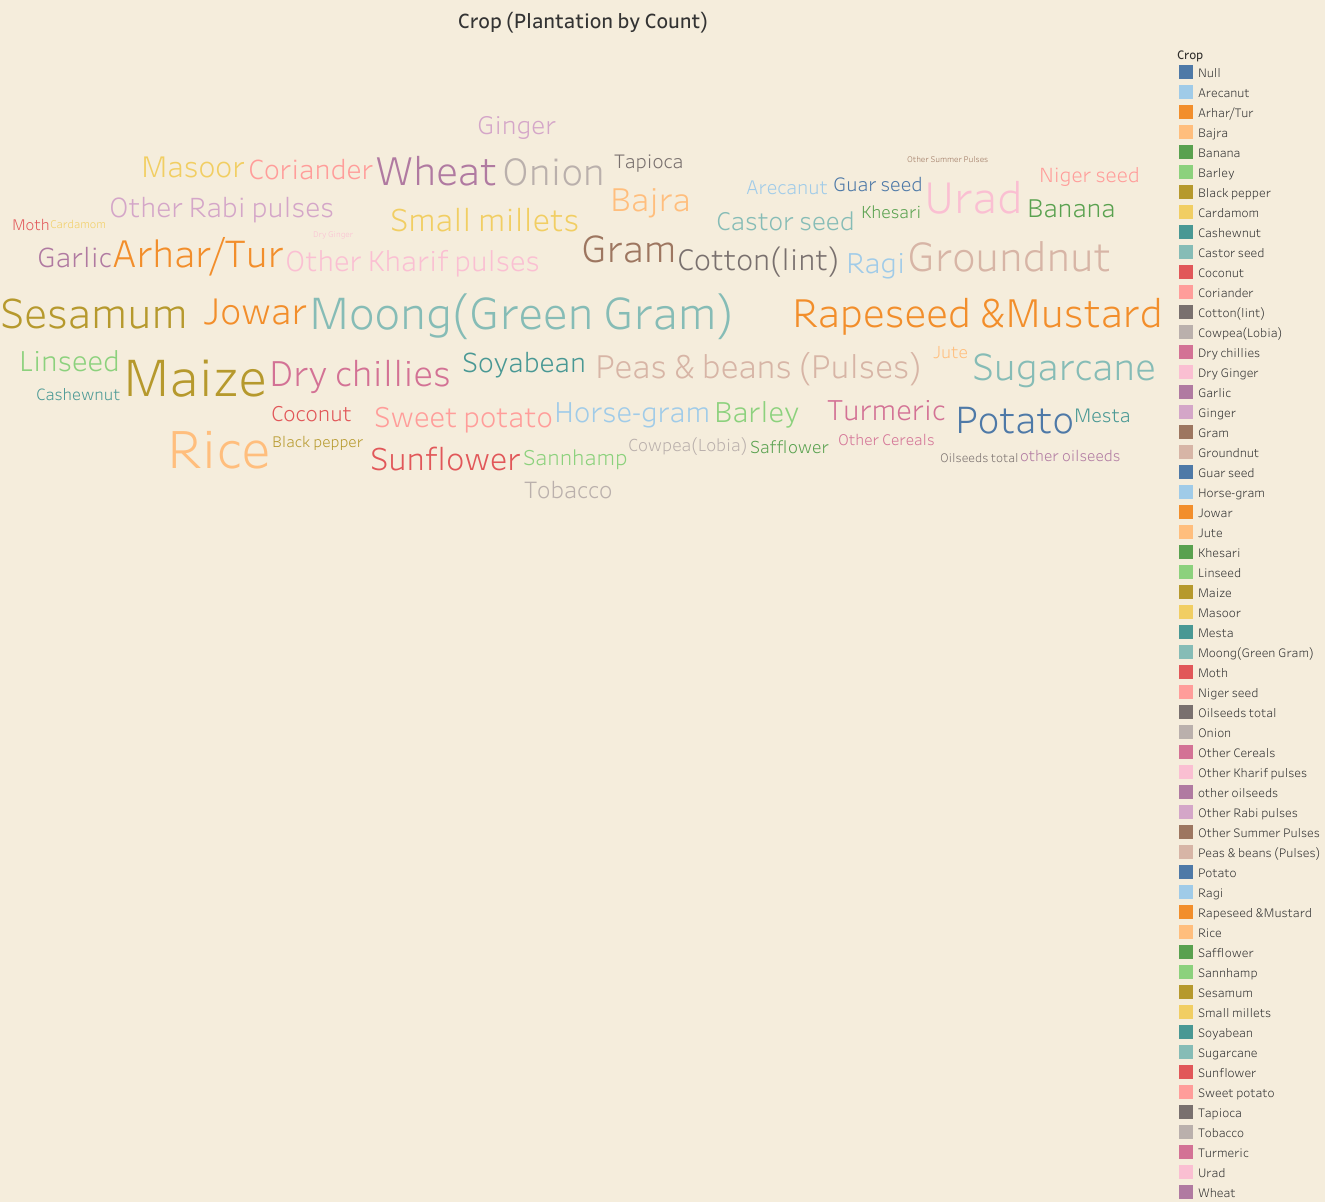 Crop (Plantation by Count)
Ginger
Masoor
Coriander
Wheat
Onion
Tapioca
Other Summer Pulses
Arecanut
Guar seed
Niger seed
Bajra
Urad
Other Rabi pulses
Small millets
Castor seed
Khesari
Banana
Moth
Cardamom
Dry Ginger
Garlic
Arhar/Tur
Other Kharif pulses
Gram
Cotton(lint)
Ragi
Groundnut
Sesamum
Jowar
Moong(Green Gram)
Rapeseed &Mustard
Linseed
Maize
Dry chillies
Soyabean
Peas & beans (Pulses)
Jute
Sugarcane
Cashewnut
Coconut
Sweet potato
Horse-gram
Barley
Turmeric
Potato
Mesta
Rice
Black pepper
Sunflower
Sannhamp
Cowpea(Lobia)
Safflower
Other Cereals
Oilseeds total
other oilseeds
Tobacco
Crop
Null
Arecanut
Arhar/Tur
Bajra
Banana
Barley
Black pepper
Cardamom
Cashewnut
Castor seed
Coconut
Coriander
Cotton(lint)
Cowpea(Lobia)
Dry chillies
Dry Ginger
Garlic
Ginger
Gram
Groundnut
Guar seed
Horse-gram
Jowar
Jute
Khesari
Linseed
Maize
Masoor
Mesta
Moong(Green Gram)
Moth
Niger seed
Oilseeds total
Onion
Other Cereals
Other Kharif pulses
other oilseeds
Other Rabi pulses
Other Summer Pulses
Peas & beans (Pulses)
Potato
Ragi
Rapeseed &Mustard
Rice
Safflower
Sannhamp
Sesamum
Small millets
Soyabean
Sugarcane
Sunflower
Sweet potato
Tapioca
Tobacco
Turmeric
Urad
Wheat